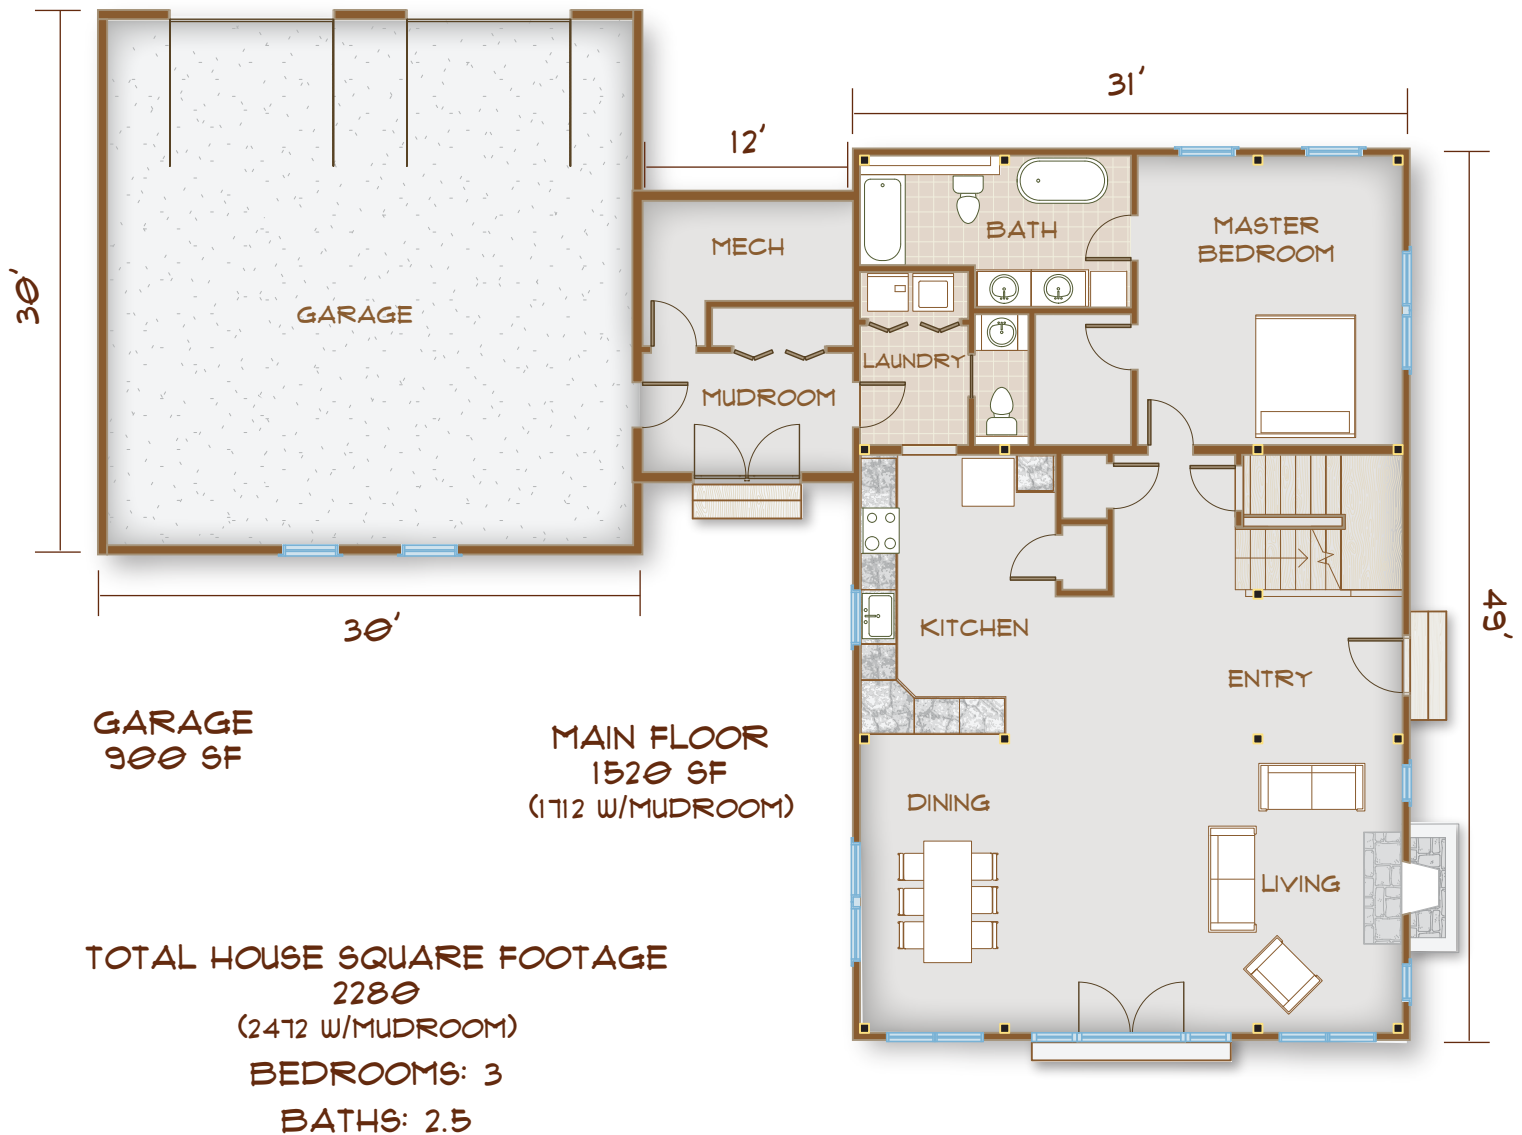 31'
12'
30'
MECH
BATH
MASTER
BEDROOM
GARAGE
LAUNDRY
MUDROOM
30'
49'
KITCHEN
ENTRY
GARAGE
900 SF
MAIN FLOOR
1520 SF
(1712 W/MUDROOM)
DINING
LIVING
TOTAL HOUSE SQUARE FOOTAGE
2280
(2472 W/MUDROOM)
BEDROOMS: 3
BATHS: 2.5